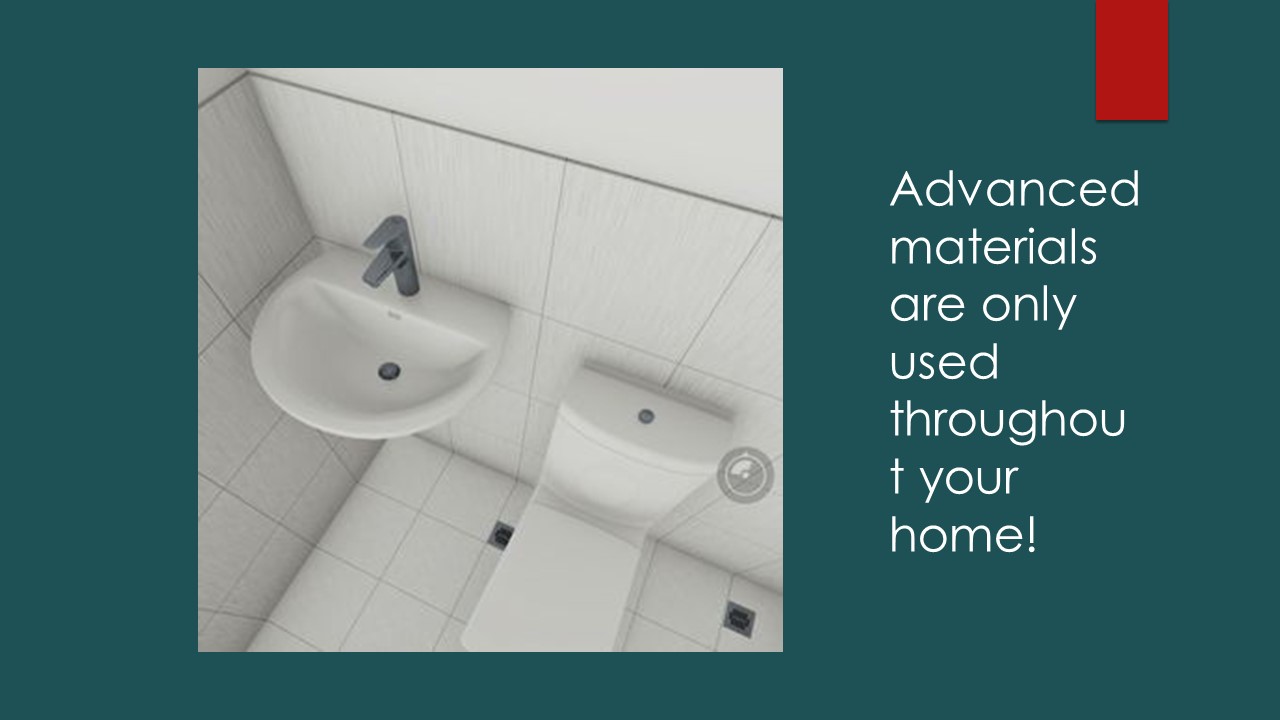 Advanced
materials
are only
used
throughou
t your
home!